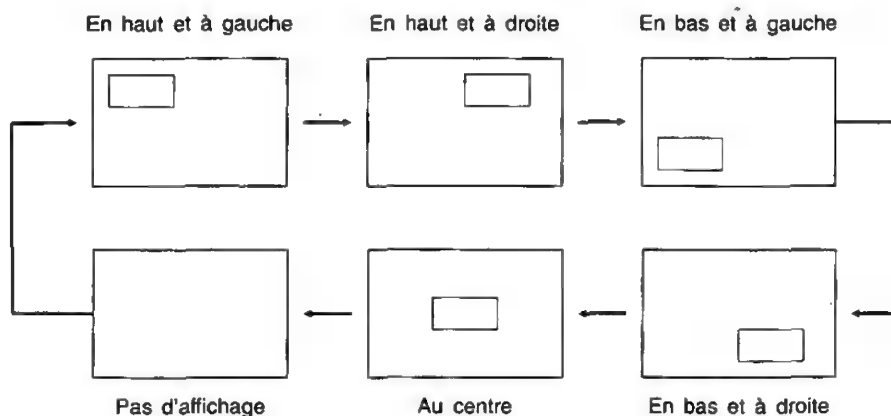 En haut et à gauche
En haut et à droite
En bas et à gauche
Pas d'affichage
Au centre
En bas et à droite